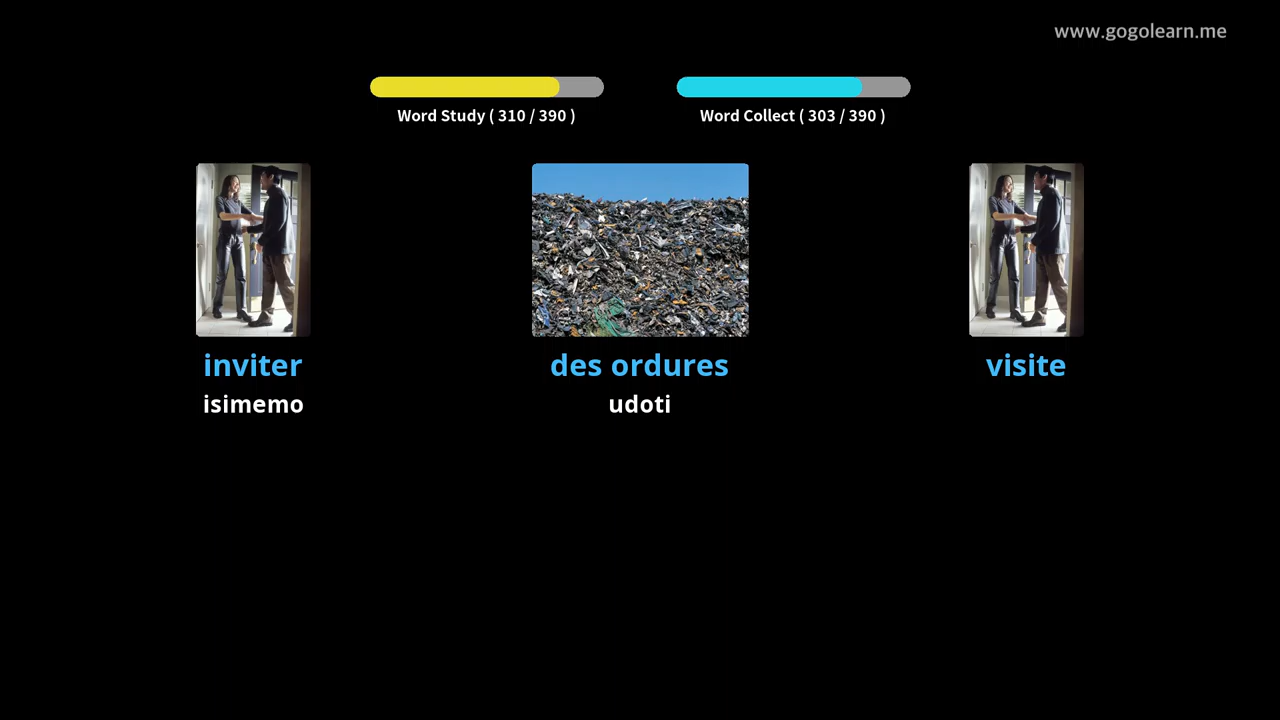 www.gogolearn.me
Word Study ( 310 / 390 )
Word Collect ( 303 / 390 )
inviter
isimemo
des ordures
udoti
visite